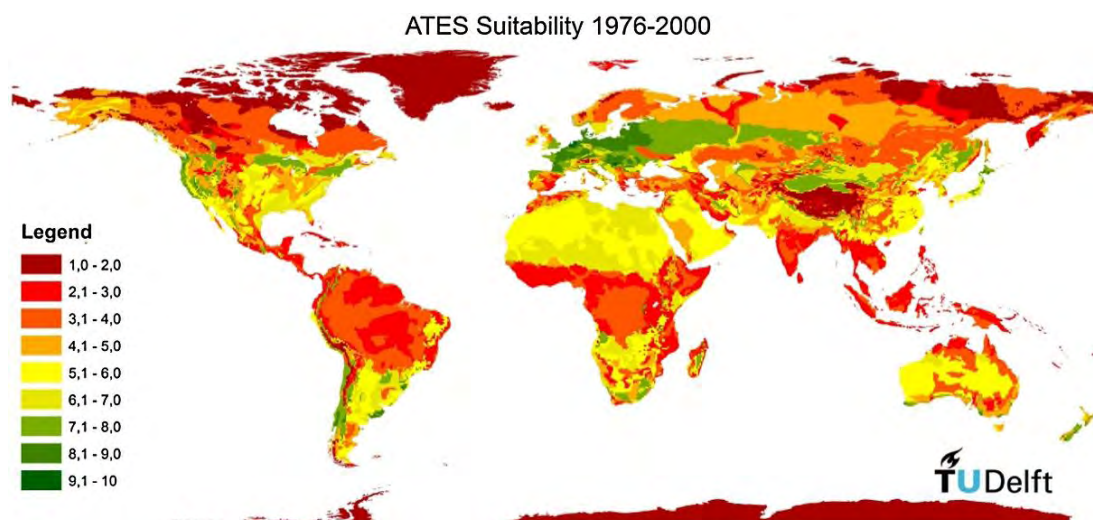 ATES Suitability 1976-2000
Legend
1,0 - 2,0
2,1 - 3,0
3,1 - 4,0
4,1 - 5,0
5,1 - 6,0
6,1 - 7,0
7,1 - 8,0
8,1 - 9,0
9,1 - 10
TUDelft